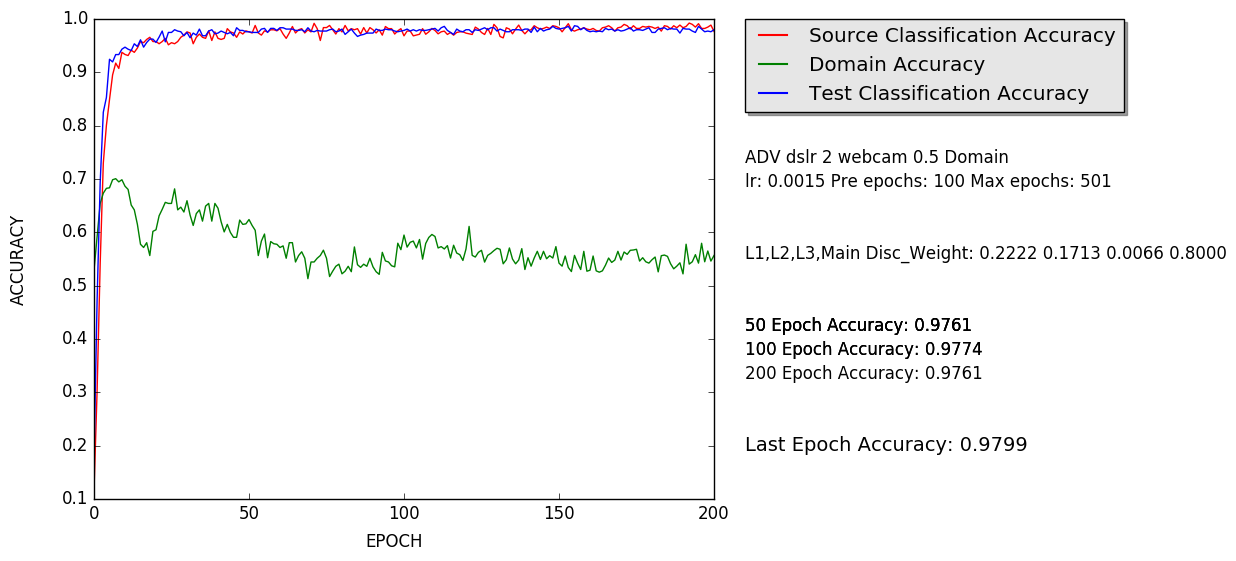 1.0
0.9
0.8
0.7
0.6
0.5
0.4
0.3
0.2
0.1
0 50 100 150 200
ACCURACY
EPOCH
Source Classification Accuracy
Domain Accuracy
Test Classification Accuracy
ADV dslr 2 webcam 0.5 Domain
lr: 0.0015 Pre epochs: 100 Max epochs: 501
L1,L2,L3,Main Disc_Weight: 0.2222 0.1713 0.0066 0.8000
50 Epoch Accuracy: 0.9761
100 Epoch Accuracy: 0.9774
200 Epoch Accuracy: 0.9761
Last Epoch Accuracy: 0.9799